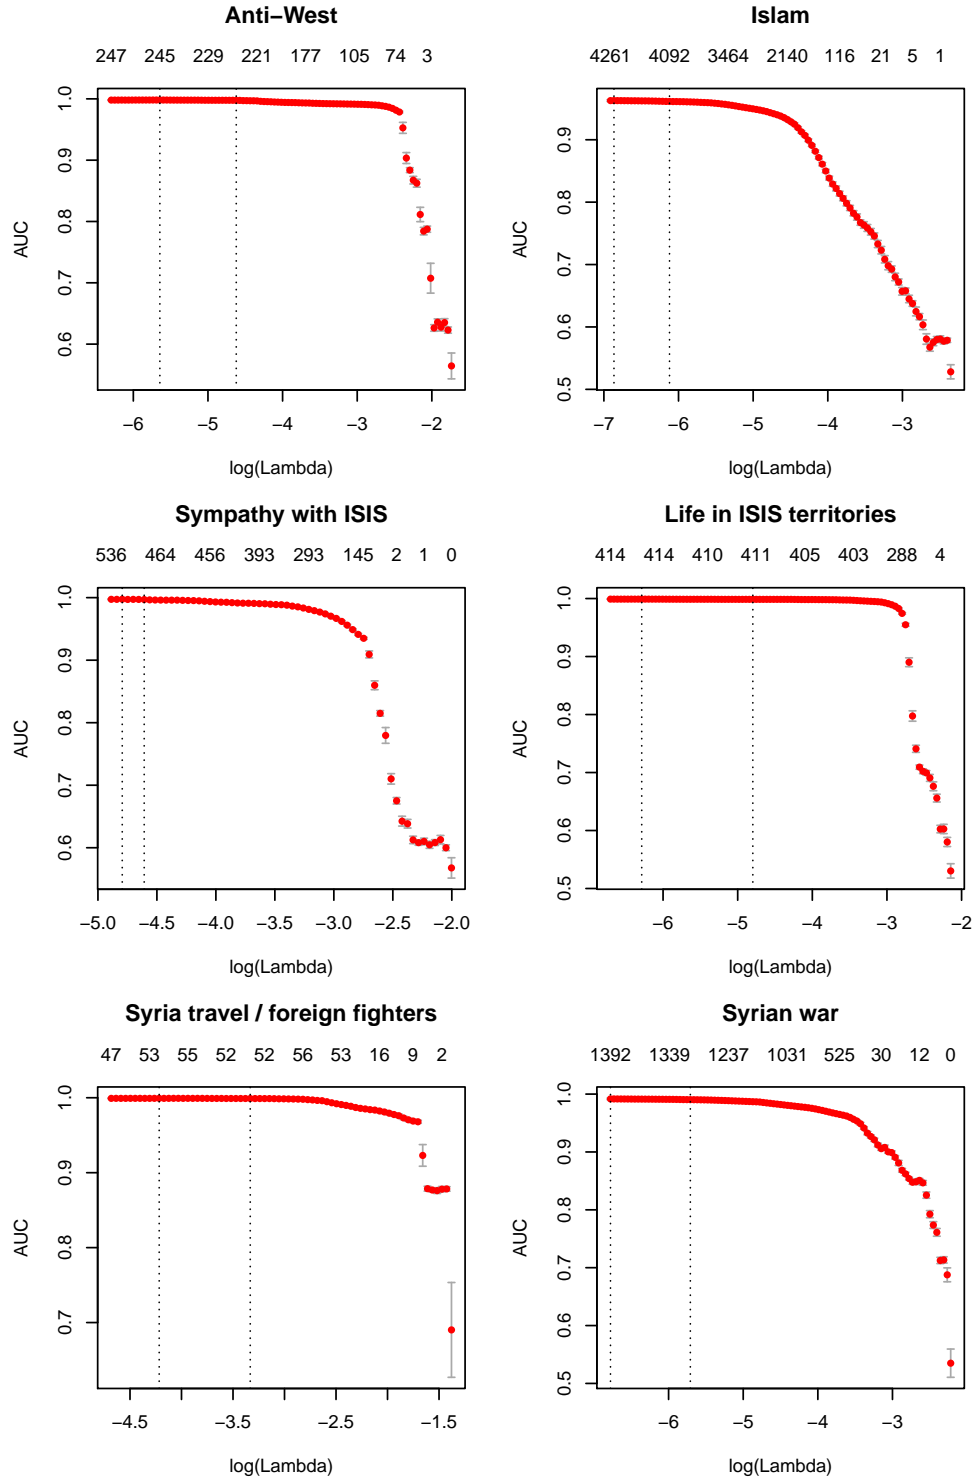 Anti−West
247 245 229 221 177 105 74 3
AUC
1.0
0.9
0.8
0.7
0.6
−6 −5 −4 −3 −2
log(Lambda)
Islam
4261 4092 3464 2140 116 21 5 1
AUC
0.9
0.8
0.7
0.6
0.5
−7 −6 −5 −4 −3
log(Lambda)
Sympathy with ISIS
536 464 456 393 293 145 2 1 0
AUC
1.0
0.9
0.8
0.7
0.6
−5.0 −4.5 −4.0 −3.5 −3.0 −2.5 −2.0
log(Lambda)
Life in ISIS territories
414 414 410 411 405 403 288 4
AUC
1.0
0.9
0.8
0.7
0.6
0.5
−6 −5 −4 −3 −2
log(Lambda)
Syria travel / foreign fighters
47 53 55 52 52 56 53 16 9 2
AUC
1.0
0.9
0.8
0.7
−4.5 −3.5 −2.5 −1.5
log(Lambda)
Syrian war
1392 1339 1237 1031 525 30 12 0
AUC
1.0
0.9
0.8
0.7
0.6
0.5
−6 −5 −4 −3
log(Lambda)